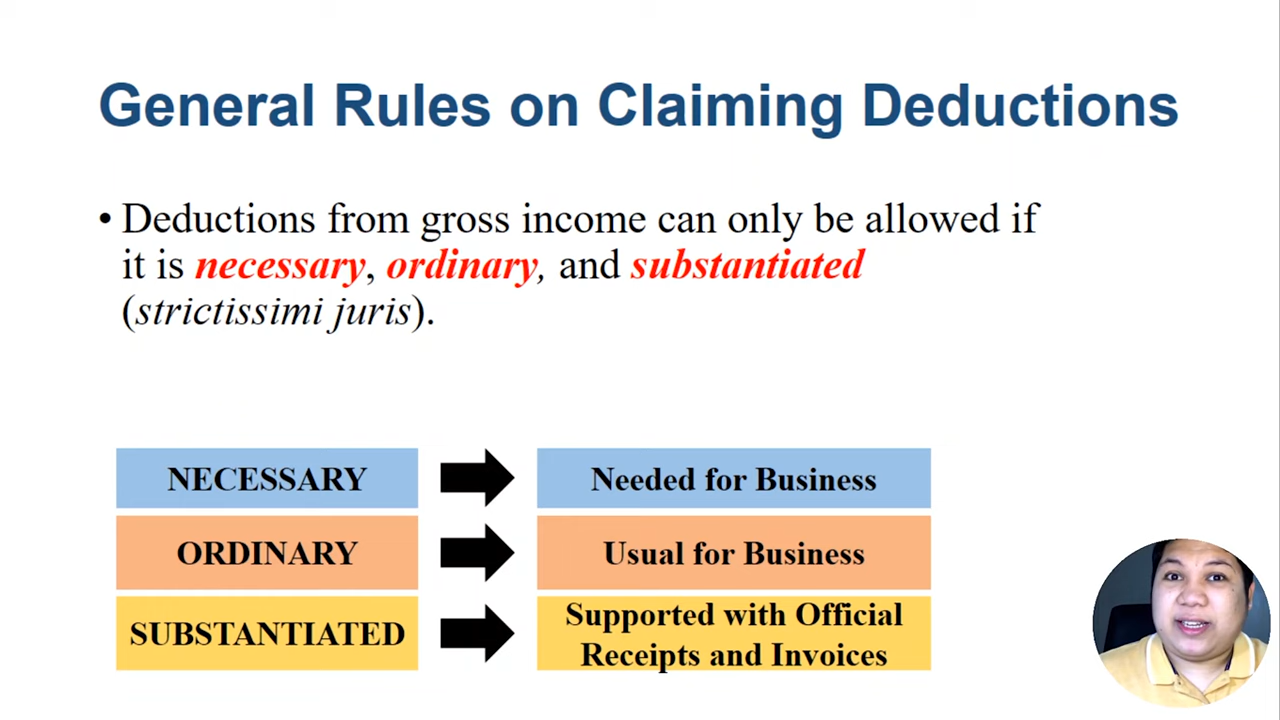 General Rules on Claiming Deductions
• Deductions from gross income can only be allowed if
it is necessary, ordinary, and substantiated
(strictissimi juris).
NECESSARY
Needed for Business
ORDINARY
Usual for Business
SUBSTANTIATED
Supported with Official
Receipts and Invoices